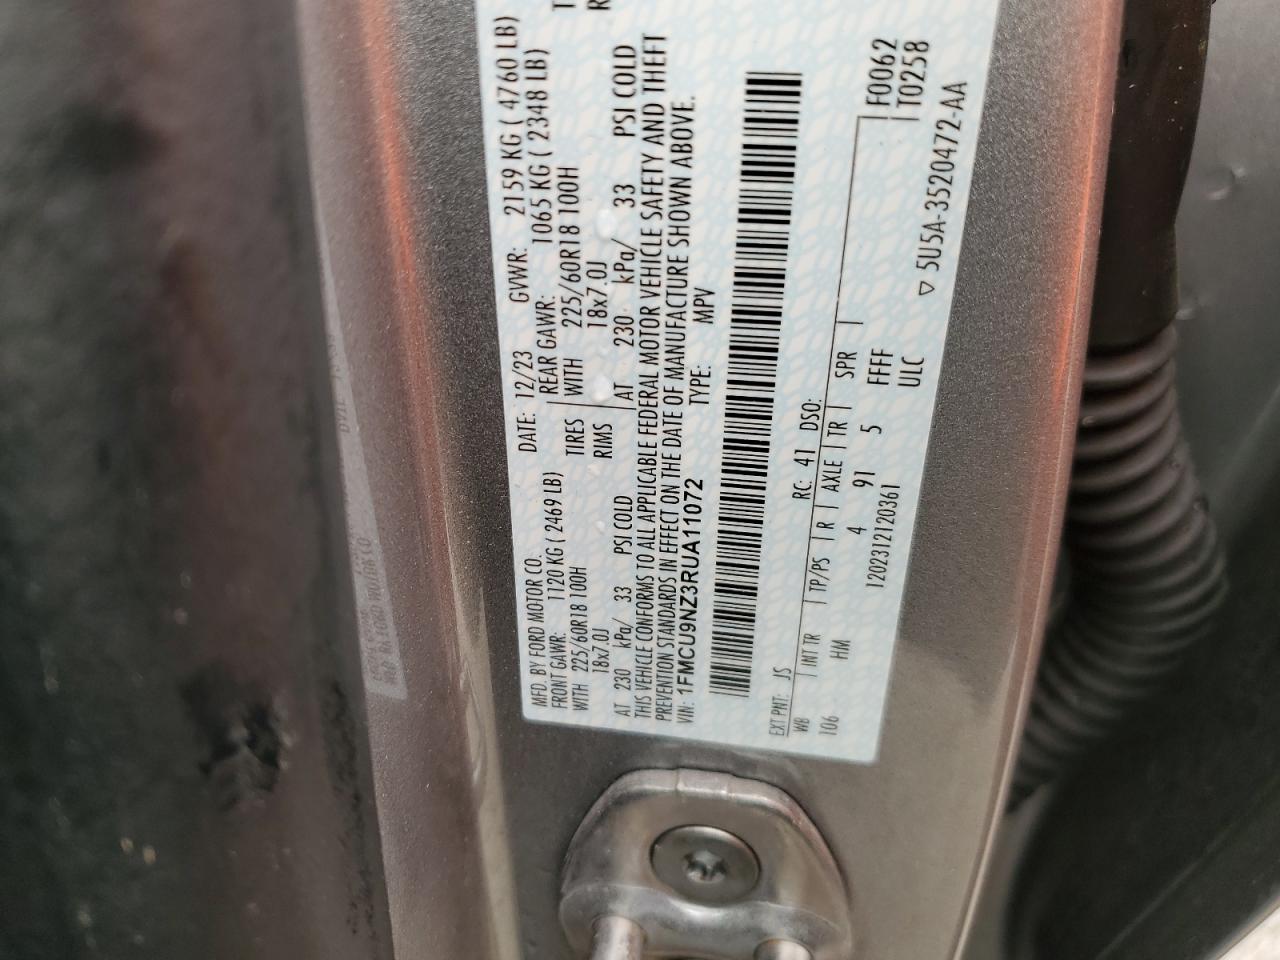 MFD. BY FORD MOTOR CO.
DATE: 12/23 GVWR: 2159 KG ( 4760 LB)
FRONT GAWR: 1120 KG ( 2469 LB) REAR GAWR: 1065 KG ( 2348 LB)
WITH 225/60R18 100H TIRES WITH 225/60R18 100H
18x7.0J RIMS 18x7.0J
AT 230 kPa/ 33 PSI COLD AT 230 kPa/ 33 PSI COLD
THIS VEHICLE CONFORMS TO ALL APPLICABLE FEDERAL MOTOR VEHICLE SAFETY AND THEFT
PREVENTION STANDARDS IN EFFECT ON THE DATE OF MANUFACTURE SHOWN ABOVE.
VIN: 1FMCU9NZ3RUA11072 TYPE: MPV
EXT PNT: JS RC: 41 DSO:
WB INT TR TP/PS R AXLE TR SPR F0062
106 HM 4 91 5 FFFF T0258
1202312120361 ULC
▽ 5U5A-3520472-AA